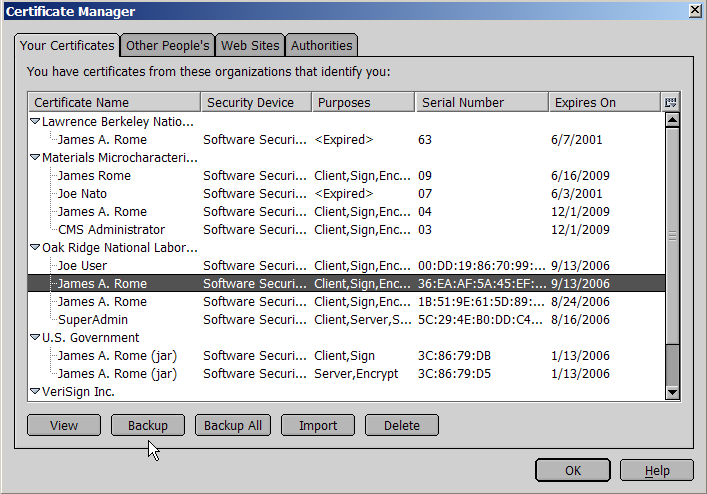 Certificate Manager
Your Certificates Other People's Web Sites Authorities
You have certificates from these organizations that identify you:
Certificate Name Security Device Purposes Serial Number Expires On
Lawrence Berkeley Natio...
James A. Rome Software Securi... <Expired> 63 6/7/2001
Materials Microcharacteri...
James Rome Software Securi... Client,Sign,Enc... 09 6/16/2009
Joe Nato Software Securi... <Expired> 07 6/3/2001
James A. Rome Software Securi... Client,Sign,Enc... 04 12/1/2009
CMS Administrator Software Securi... Client,Sign,Enc... 03 12/1/2009
Oak Ridge National Labor...
Joe User Software Securi... Client,Sign,Enc... 00:DD:19:86:70:99:... 9/13/2006
James A. Rome Software Securi... Client,Sign,Enc... 36:EA:AF:5A:45:EF:... 9/13/2006
James A. Rome Software Securi... Client,Sign,Enc... 1B:51:9E:61:5D:89:... 8/24/2006
SuperAdmin Software Securi... Client,Server,S... 5C:29:4E:B0:DD:C4... 8/16/2006
U.S. Government
James A. Rome (jar) Software Securi... Client,Sign 3C:86:79:DB 1/13/2006
James A. Rome (jar) Software Securi... Server,Encrypt 3C:86:79:D5 1/13/2006
VeriSign Inc.
View Backup Backup All Import Delete
OK Help